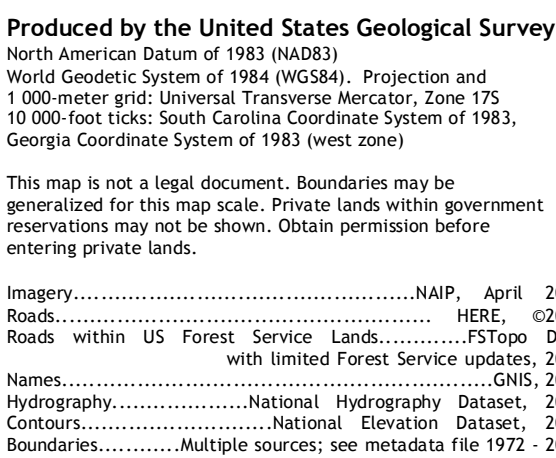 Produced by the United States Geological Survey
North American Datum of 1983 (NAD83)
World Geodetic System of 1984 (WGS84). Projection and
1 000-meter grid: Universal Transverse Mercator, Zone 17S
10 000-foot ticks: South Carolina Coordinate System of 1983,
Georgia Coordinate System of 1983 (west zone)
This map is not a legal document. Boundaries may be
generalized for this map scale. Private lands within government
reservations may not be shown. Obtain permission before
entering private lands.
Imagery..................................................NAIP, April
Roads...................................................... HERE,
Roads within US Forest Service Lands.............FSTopo
with limited Forest Service updates,
Names...............................................................GNIS,
Hydrography....................National Hydrography Dataset,
Contours............................National Elevation Dataset,
Boundaries............Multiple sources; see metadata file 1972 -